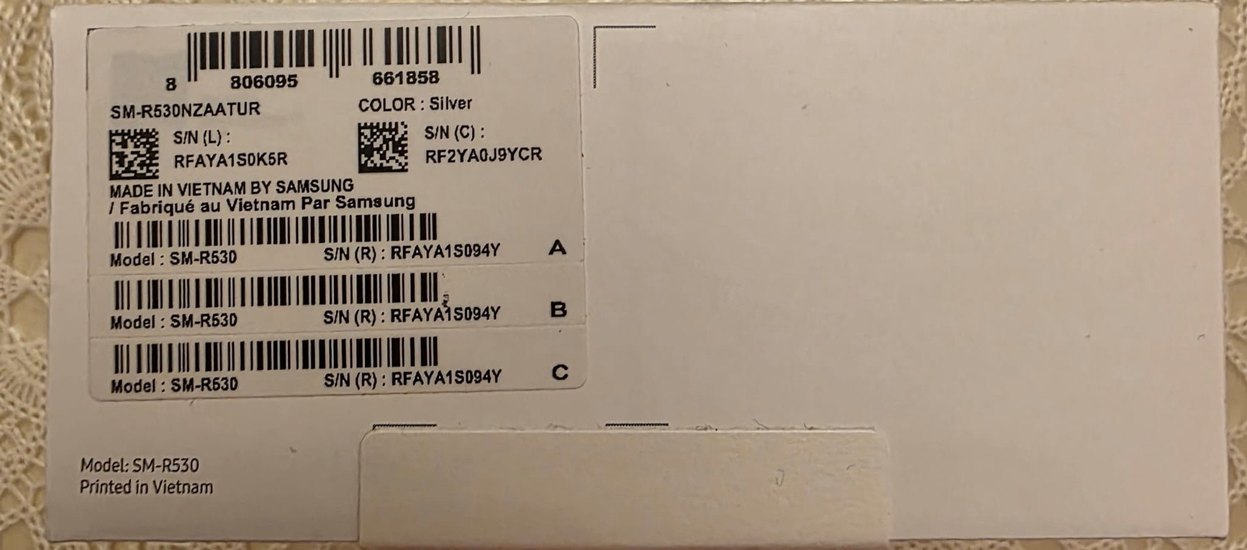 8 806095 661858
SM-R530NZAATUR COLOR : Silver
S/N (L) : S/N (C) :
RFAYA1S0K5R RF2YA0J9YCR
MADE IN VIETNAM BY SAMSUNG
/ Fabriqué au Vietnam Par Samsung
Model : SM-R530 S/N (R) : RFAYA1S094Y A
Model : SM-R530 S/N (R) : RFAYA1S094Y B
Model : SM-R530 S/N (R) : RFAYA1S094Y C
Model: SM-R530
Printed in Vietnam